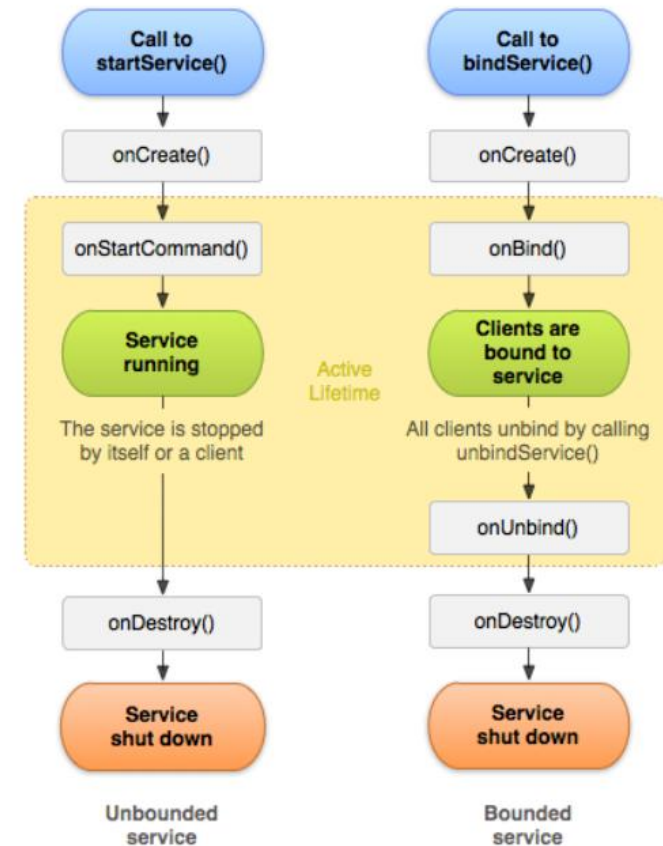 Call to
startService()
onCreate()
onStartCommand()
Service
running
The service is stopped
by itself or a client
onDestroy()
Service
shut down
Unbounded
service
Active
Lifetime
Call to
bindService()
onCreate()
onBind()
Clients are
bound to
service
All clients unbind by calling
unbindService()
onUnbind()
onDestroy()
Service
shut down
Bounded
service